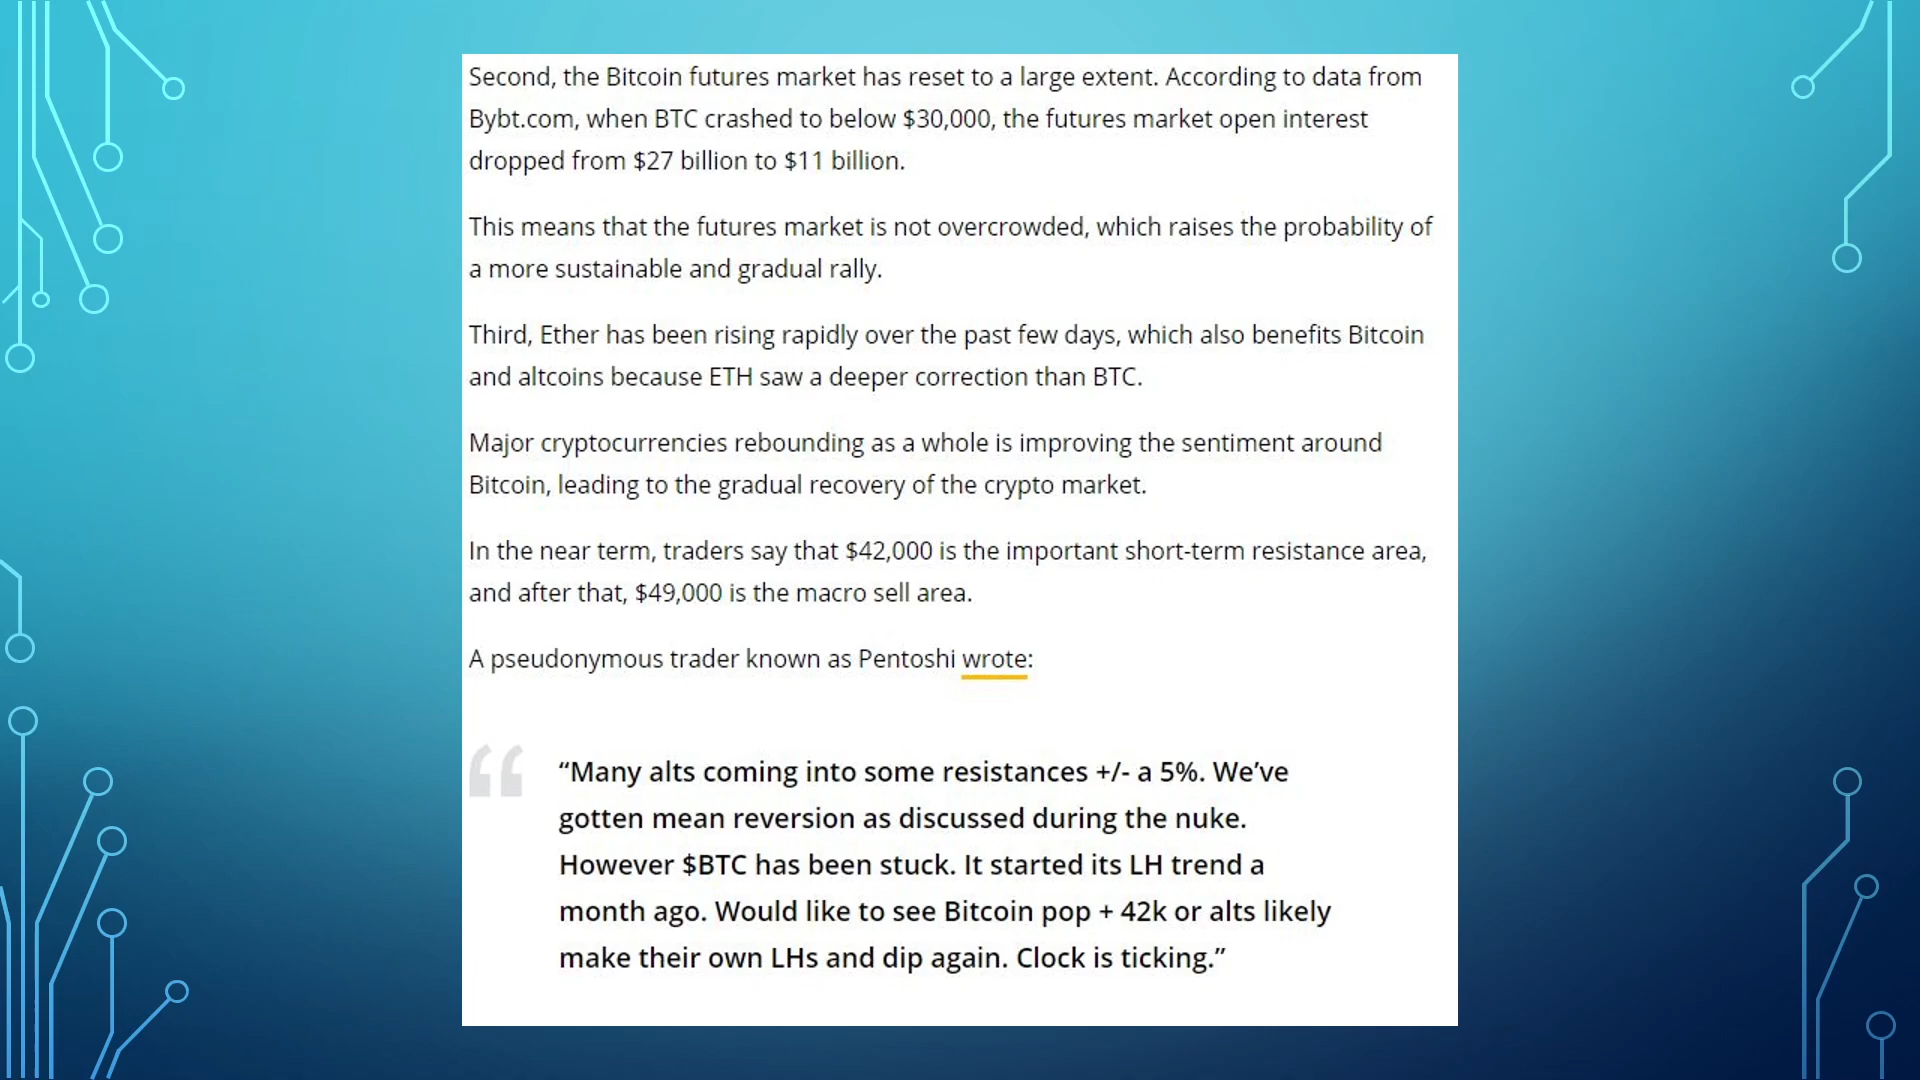 Second, the Bitcoin futures market has reset to a large extent. According to data from
Bybt.com, when BTC crashed to below $30,000, the futures market open interest
dropped from $27 billion to $11 billion.
This means that the futures market is not overcrowded, which raises the probability of
a more sustainable and gradual rally.
Third, Ether has been rising rapidly over the past few days, which also benefits Bitcoin
and altcoins because ETH saw a deeper correction than BTC.
Major cryptocurrencies rebounding as a whole is improving the sentiment around
Bitcoin, leading to the gradual recovery of the crypto market.
In the near term, traders say that $42,000 is the important short-term resistance area,
and after that, $49,000 is the macro sell area.
A pseudonymous trader known as Pentoshi wrote:
“Many alts coming into some resistances +/- a 5%. We’ve
gotten mean reversion as discussed during the nuke.
However $BTC has been stuck. It started its LH trend a
month ago. Would like to see Bitcoin pop + 42k or alts likely
make their own LHs and dip again. Clock is ticking.”